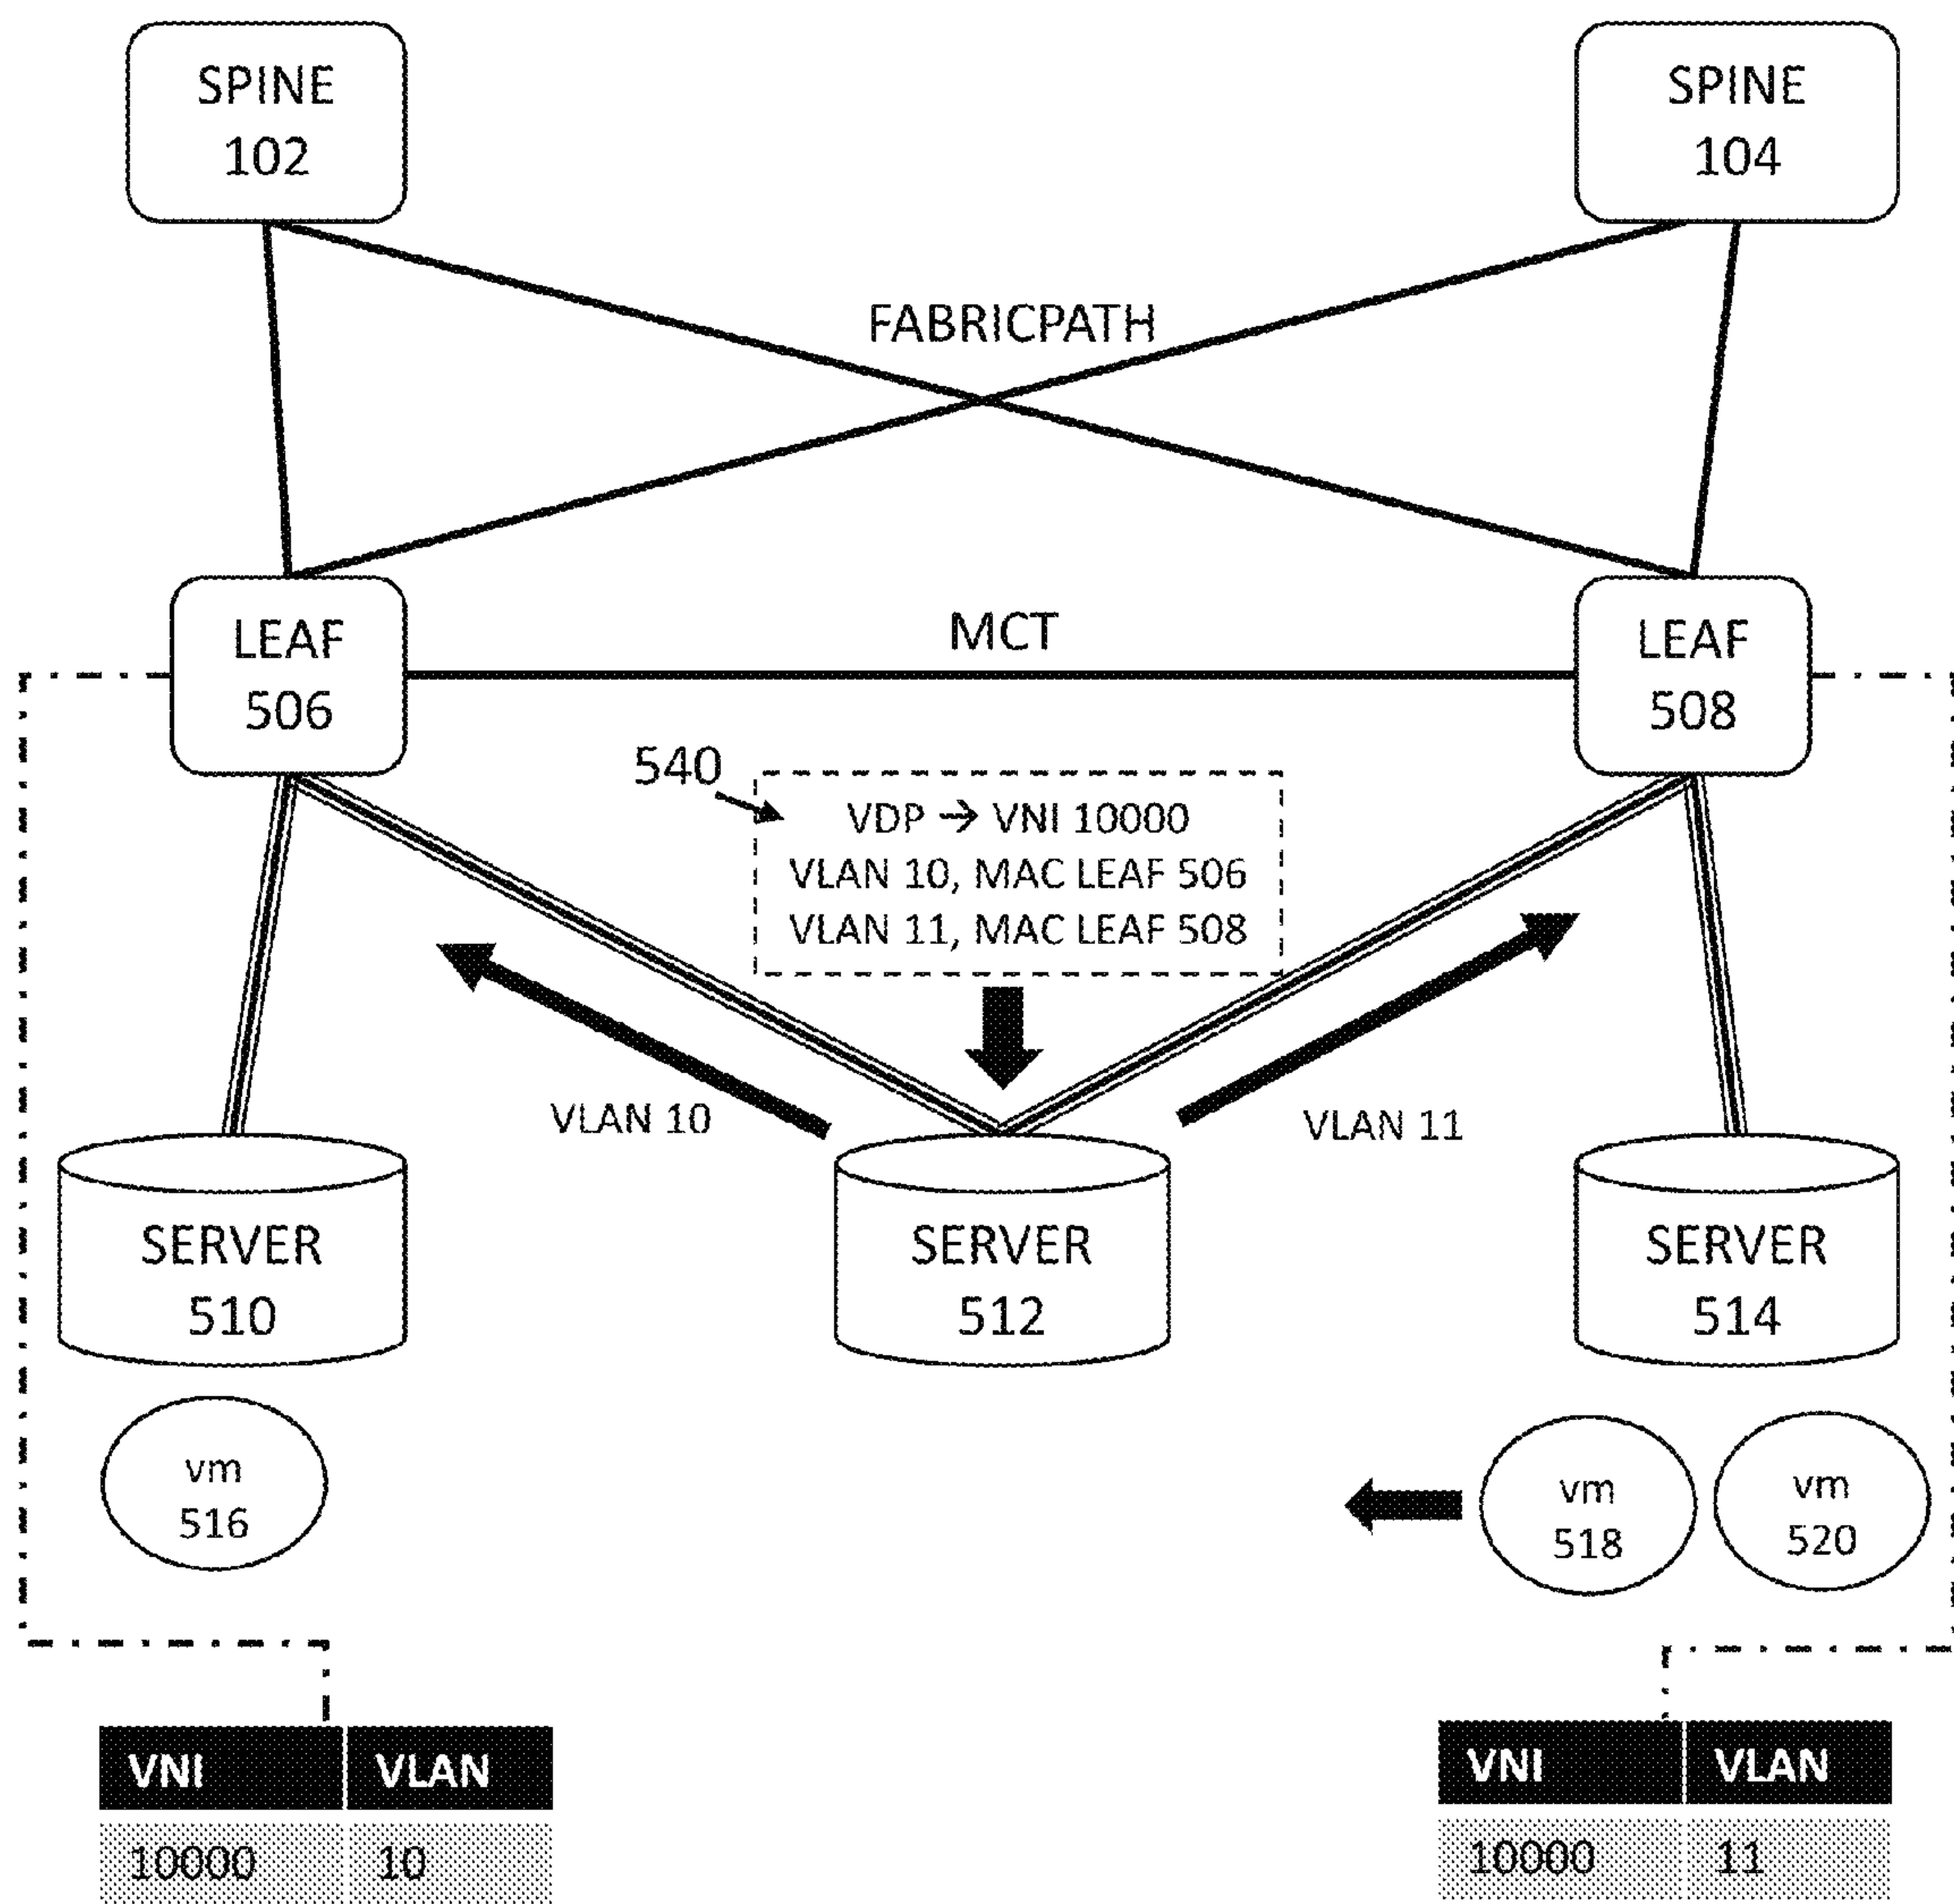 SPINE
102
SPINE
104
FABRICPATH
LEAF
506
MCT
LEAF
508
540
VDP → VNI 10000
VLAN 10, MAC LEAF 506
VLAN 11, MAC LEAF 508
VLAN 10
VLAN 11
SERVER
510
SERVER
512
SERVER
514
vm
516
vm
518
vm
520
VNI VLAN
10000 10
VNI VLAN
10000 11